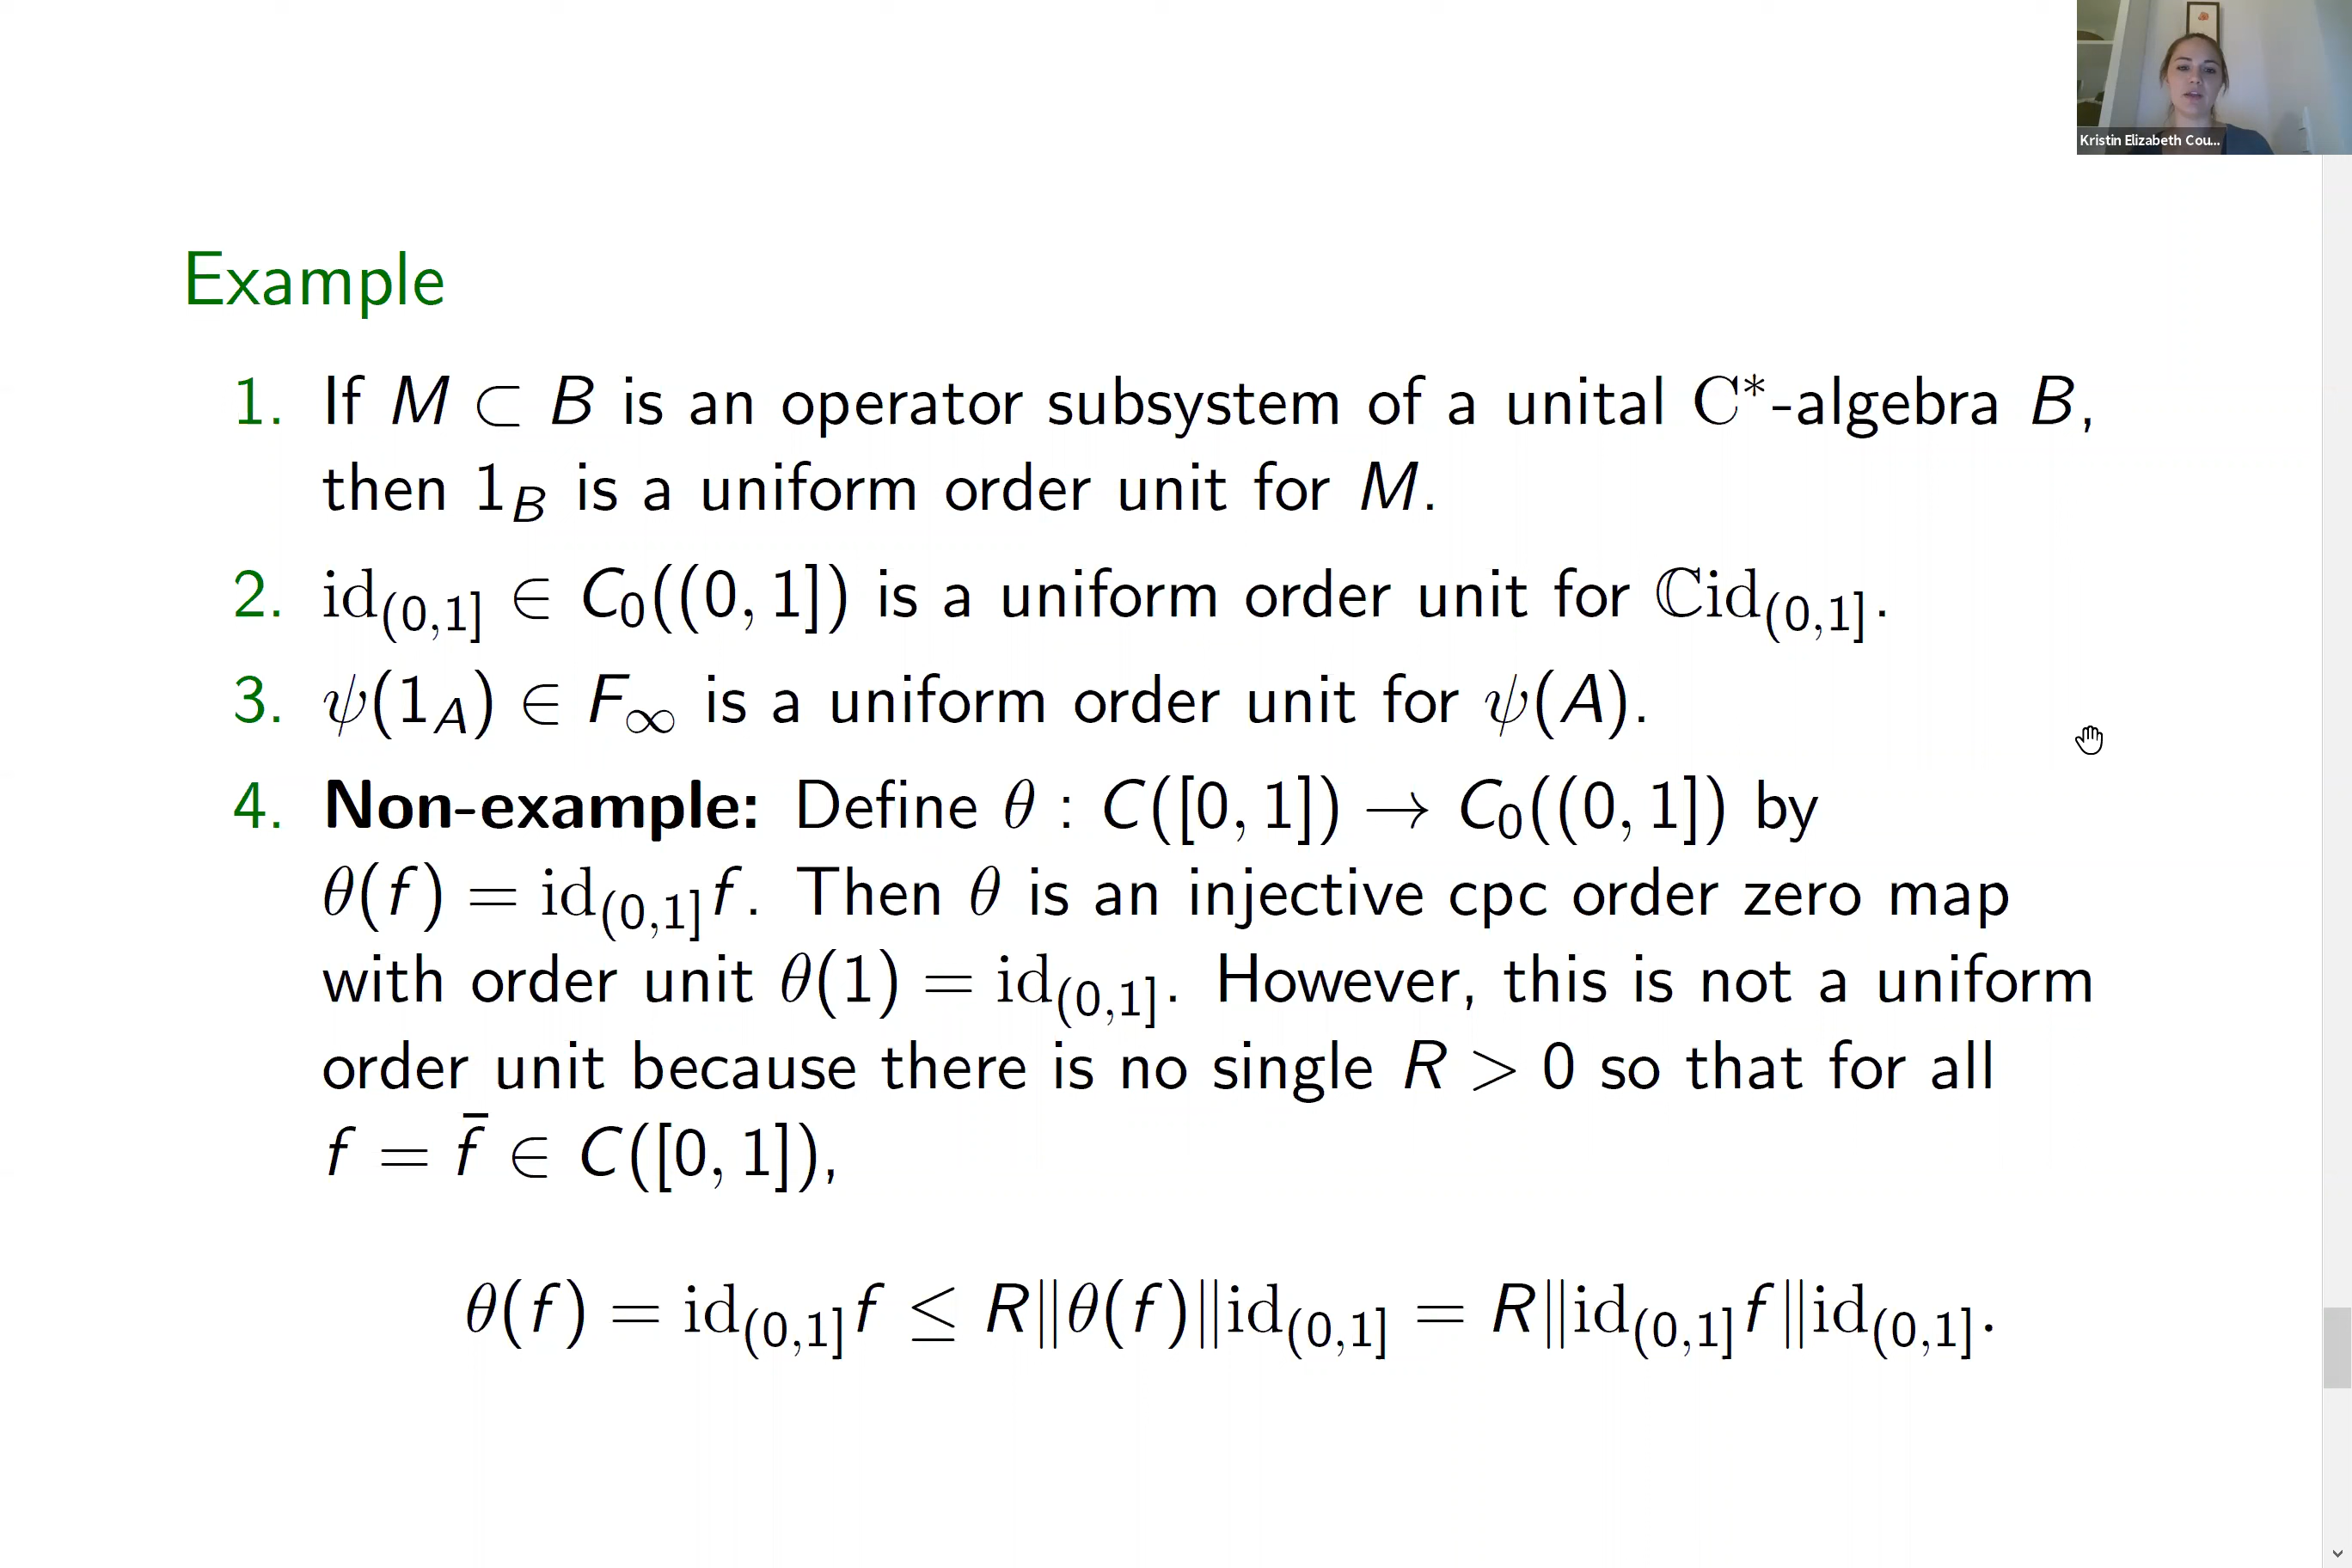 Kristin Elizabeth Cou...
Example
1. If M ⊂ B is an operator subsystem of a unital C*-algebra B,
then 1_B is a uniform order unit for M.
2. id_{(0,1]} ∈ C_0((0, 1]) is a uniform order unit for ℂid_{(0,1]}.
3. ψ(1_A) ∈ F_∞ is a uniform order unit for ψ(A).
4. Non-example: Define θ : C([0, 1]) → C_0((0, 1]) by
θ(f) = id_{(0,1]}f. Then θ is an injective cpc order zero map
with order unit θ(1) = id_{(0,1]}. However, this is not a uniform
order unit because there is no single R > 0 so that for all
f = f̄ ∈ C([0, 1]),
θ(f) = id_{(0,1]}f ≤ R‖θ(f)‖id_{(0,1]} = R‖id_{(0,1]}f‖id_{(0,1]}.